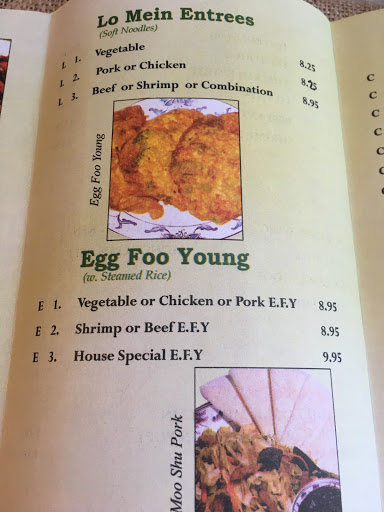 Lo Mein Entrees
(Soft Noodles)
L 1. Vegetable 8.25
L 2. Pork or Chicken 8.25
L 3. Beef or Shrimp or Combination 8.95
Egg Foo Young
Egg Foo Young
(w. Steamed Rice)
E 1. Vegetable or Chicken or Pork E.F.Y 8.95
E 2. Shrimp or Beef E.F.Y 8.95
E 3. House Special E.F.Y 9.95
Moo Shu Pork
C
C
C
C
C